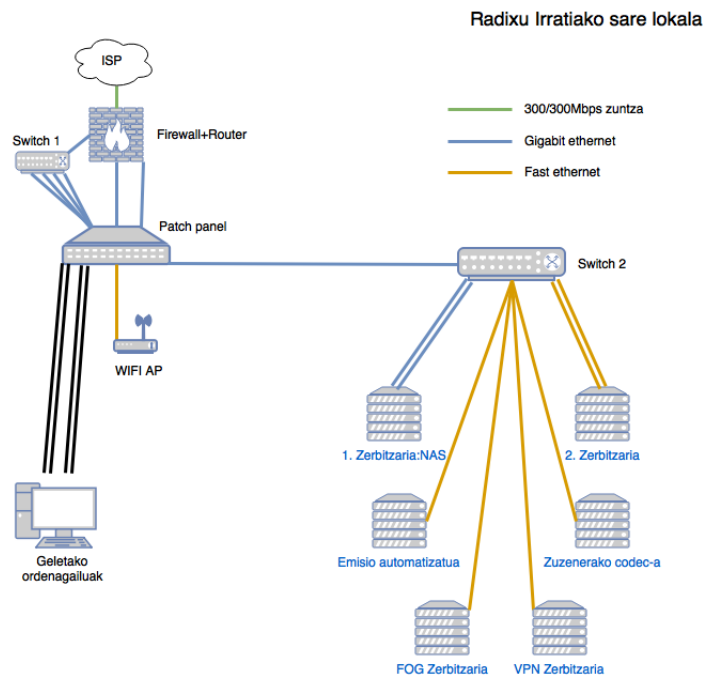 Radixu Irratiako sare lokala
ISP
300/300Mbps zuntza
Firewall+Router
Switch 1
Gigabit ethernet
Fast ethernet
Patch panel
Switch 2
WIFI AP
1. Zerbitzaria:NAS
2. Zerbitzaria
Emisio automatizatua
Zuzenerako codec-a
Geletako
ordenagailuak
FOG Zerbitzaria
VPN Zerbitzaria